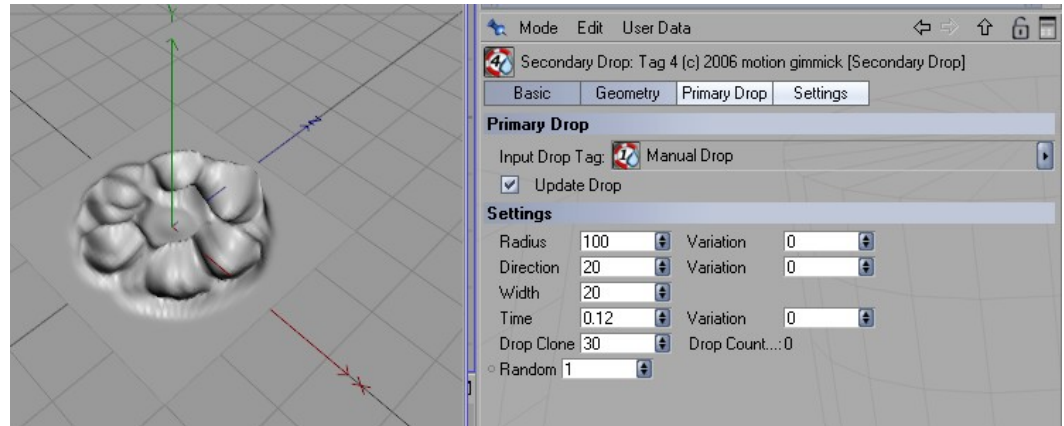 Mode Edit User Data
Secondary Drop: Tag 4 (c) 2006 motion gimmick [Secondary Drop]
Basic Geometry Primary Drop Settings
Primary Drop
Input Drop Tag: Manual Drop
Update Drop
Settings
Radius 100 Variation 0
Direction 20 Variation 0
Width 20
Time 0.12 Variation 0
Drop Clone 30 Drop Count...: 0
Random 1